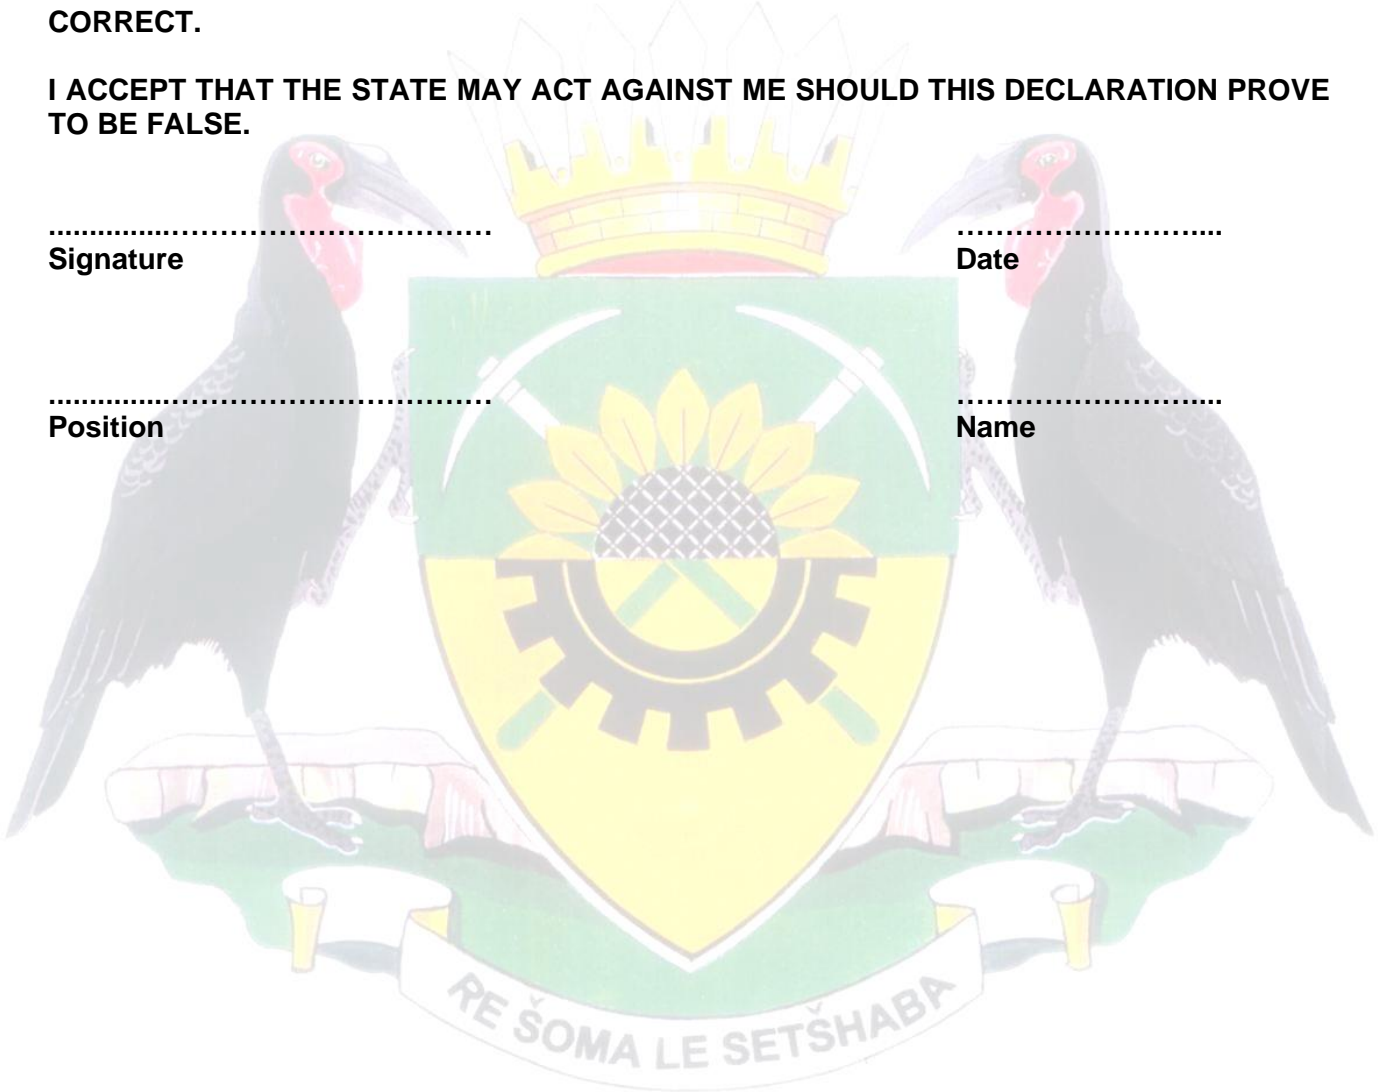 CORRECT.
I ACCEPT THAT THE STATE MAY ACT AGAINST ME SHOULD THIS DECLARATION PROVE
TO BE FALSE.
...............…………………………… ………………………....
Signature Date
...............…………………………… ………………………...
Position Name
RE ŠOMA LE SETŠHABA